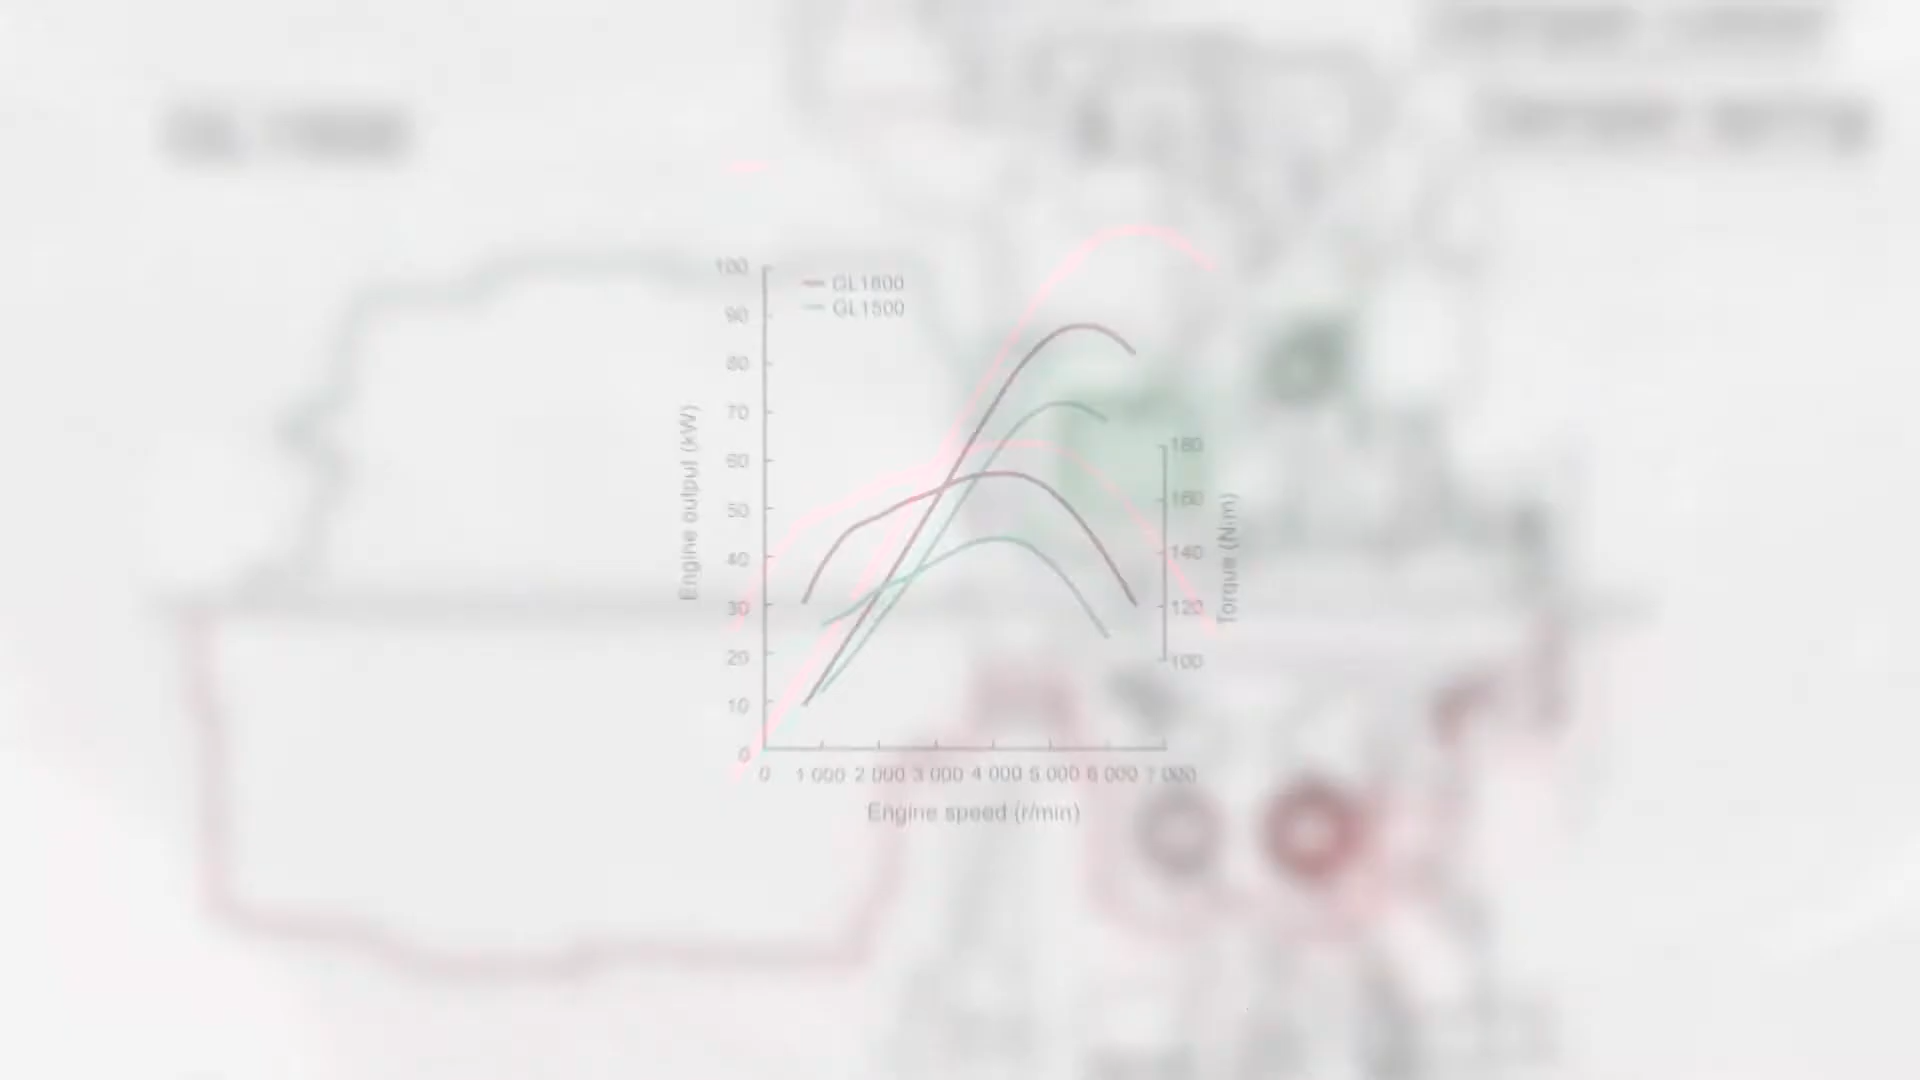 100
90
80
70
60
50
40
30
20
10
0
GL1800
GL1500
Engine output (kW)
180
160
140
120
100
Torque (N·m)
0 1 000 2 000 3 000 4 000 5 000 6 000 7 000
Engine speed (r/min)